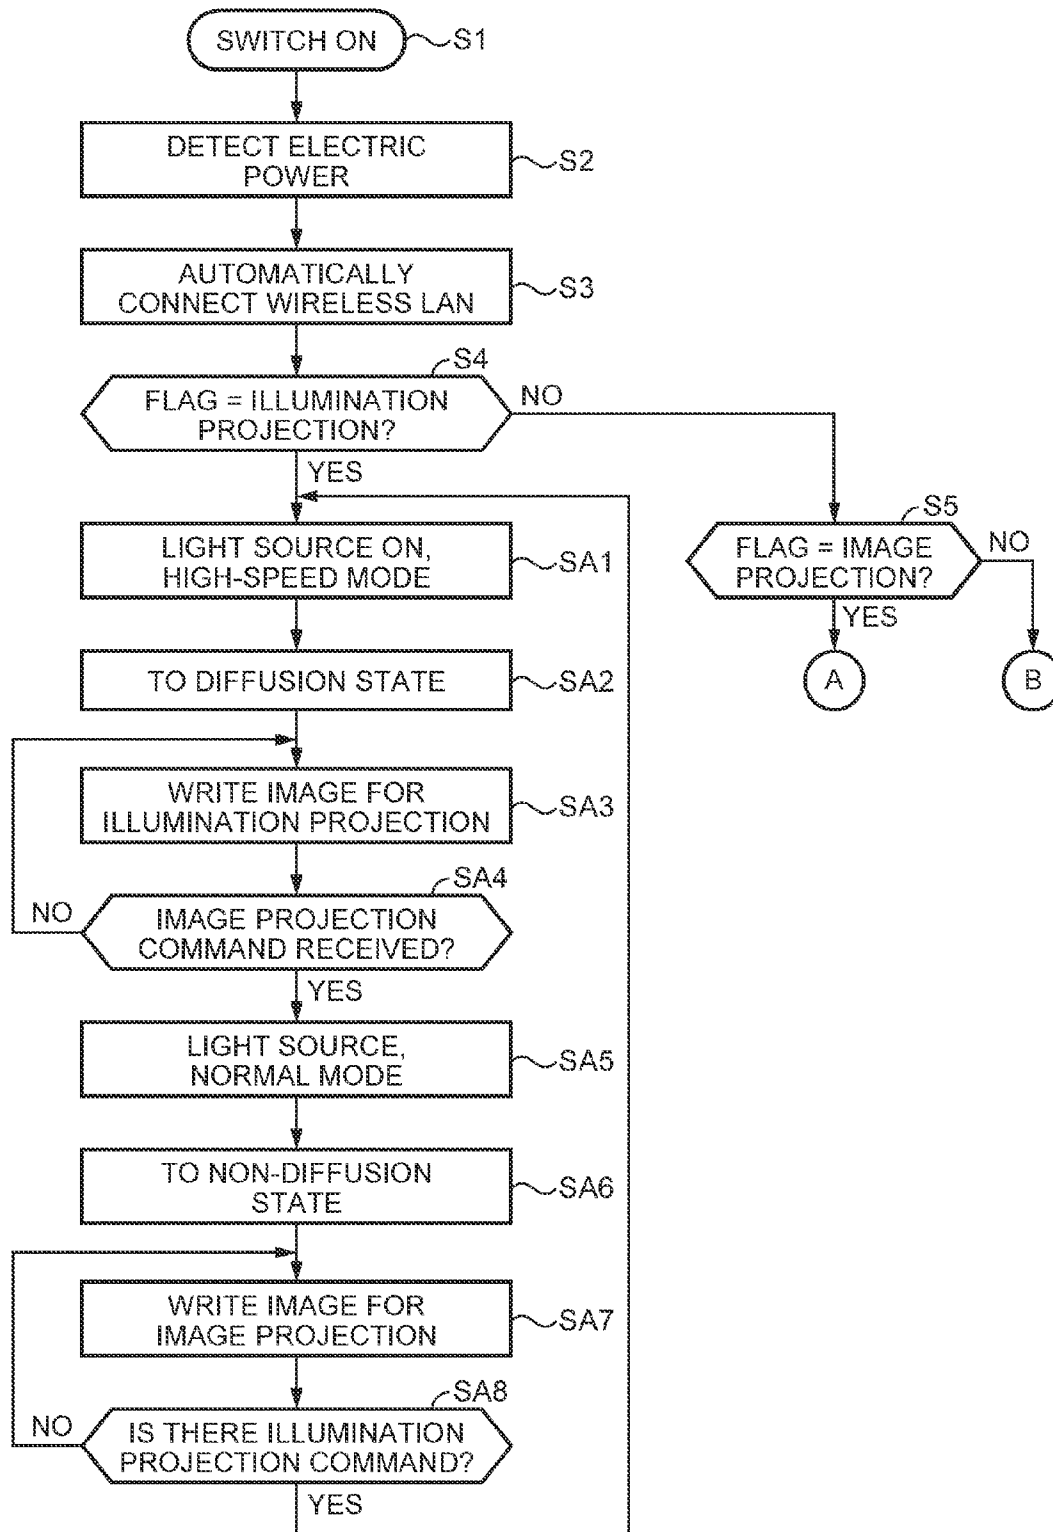 SWITCH ON
S1
DETECT ELECTRIC
POWER
S2
AUTOMATICALLY
CONNECT WIRELESS LAN
S3
S4
FLAG = ILLUMINATION
PROJECTION?
NO
YES
S5
FLAG = IMAGE
PROJECTION?
NO
YES
A
B
LIGHT SOURCE ON,
HIGH-SPEED MODE
SA1
TO DIFFUSION STATE
SA2
WRITE IMAGE FOR
ILLUMINATION PROJECTION
SA3
SA4
IMAGE PROJECTION
COMMAND RECEIVED?
NO
YES
LIGHT SOURCE,
NORMAL MODE
SA5
TO NON-DIFFUSION
STATE
SA6
WRITE IMAGE FOR
IMAGE PROJECTION
SA7
SA8
IS THERE ILLUMINATION
PROJECTION COMMAND?
NO
YES